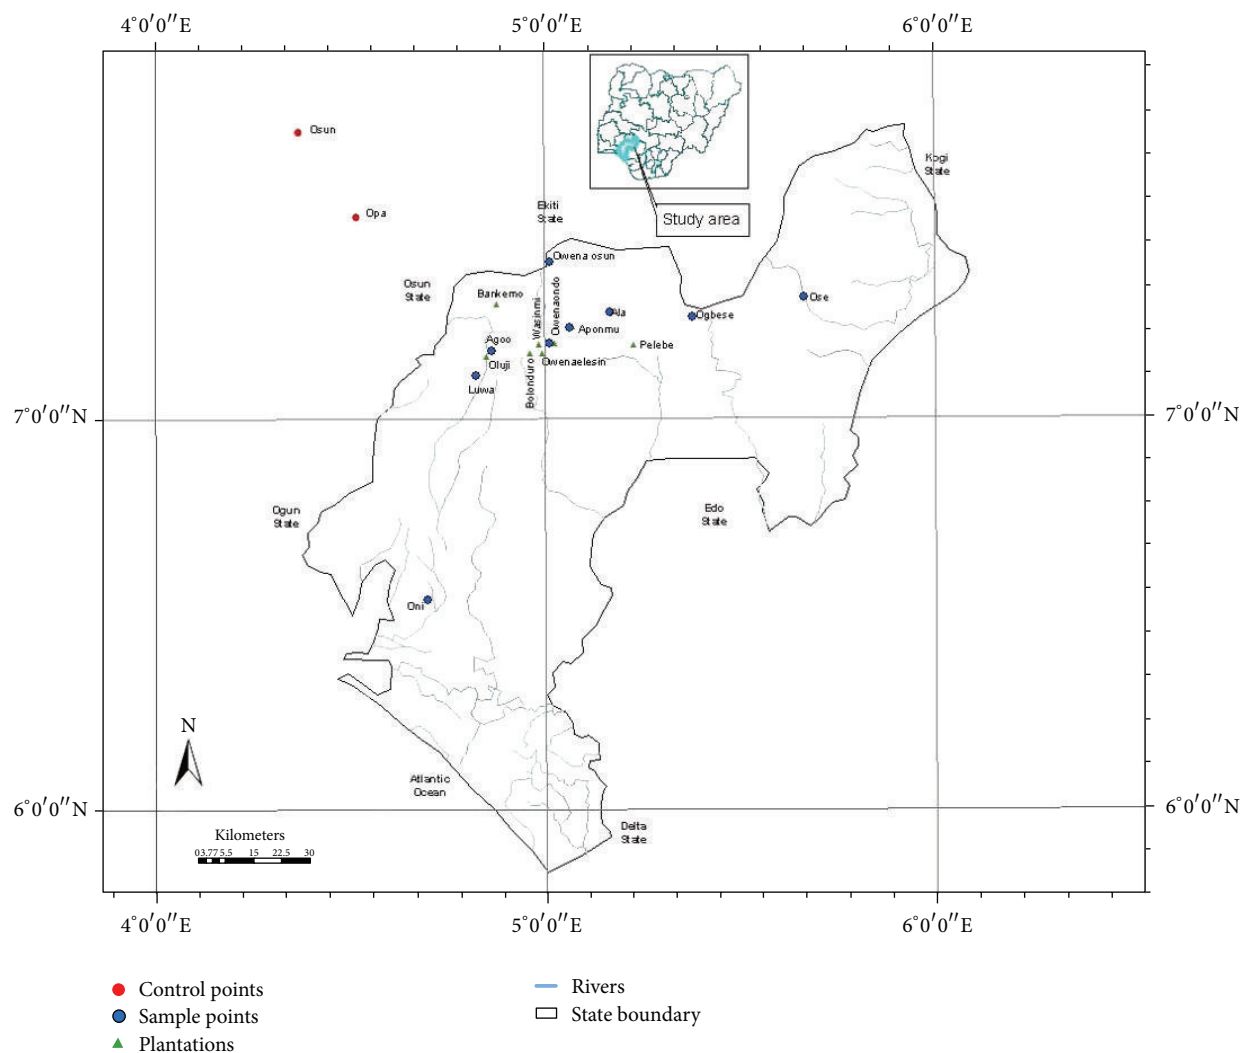 4°0′0″E
5°0′0″E
6°0′0″E
Osun
Kogi
State
Opa
Ekiti
State
Study area
Owena osun
Osun
State
Bankemo
Wasinmi
Owenaondo
Ose
Ala
Ogbese
Aponmu
Agoo
Pelebe
Oluji
Owenaelesin
Bolonduro
Luwa
7°0′0″N
7°0′0″N
Ogun
State
Edo
State
Oni
N
Atlantic
Ocean
6°0′0″N
6°0′0″N
Delta
State
Kilometers
03.77.5.5 15 22.5 30
4°0′0″E
5°0′0″E
6°0′0″E
Control points
Sample points
Plantations
Rivers
State boundary